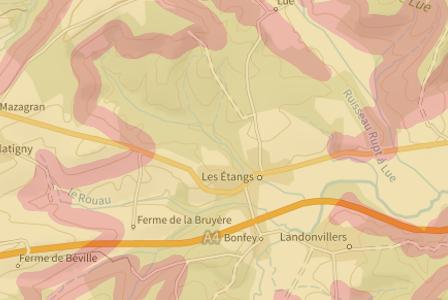 Lue
Lue
Mazagran
Ruisseau Rupt à Lue
latigny
Les Étangs
le Rouau
Ferme de la Bruyère
A4
Bonfey
Landonvillers
Ferme de Béville